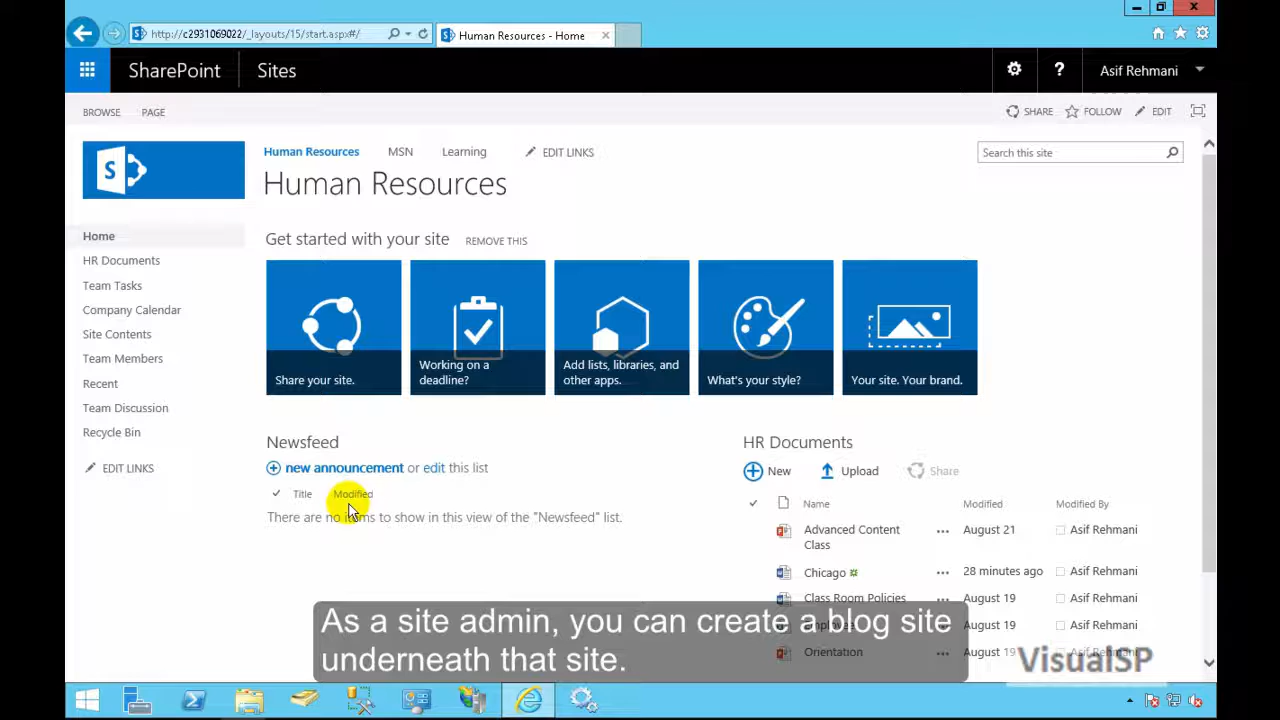 http://c2931069022/_layouts/15/start.aspx#/
Human Resources - Home
SharePoint
Sites
?
Asif Rehmani
BROWSE
PAGE
SHARE
FOLLOW
EDIT
Human Resources
MSN
Learning
EDIT LINKS
Search this site
S
Human Resources
Home
HR Documents
Team Tasks
Company Calendar
Site Contents
Team Members
Recent
Team Discussion
Recycle Bin
EDIT LINKS
Get started with your site
REMOVE THIS
Share your site.
Working on a
deadline?
Add lists, libraries, and
other apps.
What's your style?
Your site. Your brand.
Newsfeed
new announcement or edit this list
Title
Modified
There are no items to show in this view of the "Newsfeed" list.
HR Documents
New
Upload
Share
Name
Modified
Modified By
Advanced Content
Class
August 21
Asif Rehmani
Chicago
28 minutes ago
Asif Rehmani
Class Room Policies
August 19
Asif Rehmani
August 19
Asif Rehmani
Orientation
August 19
As a site admin, you can create a blog site
underneath that site.
VisualSP